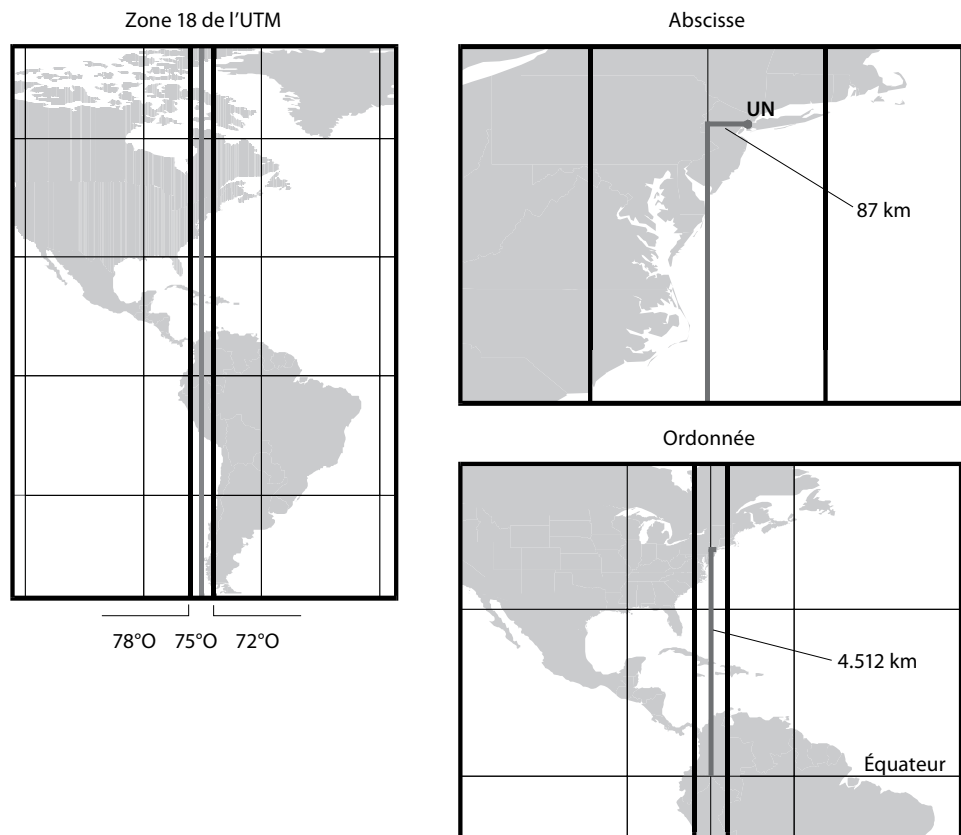 Zone 18 de l’UTM
78°O 75°O 72°O
Abscisse
UN
87 km
Ordonnée
4.512 km
Équateur